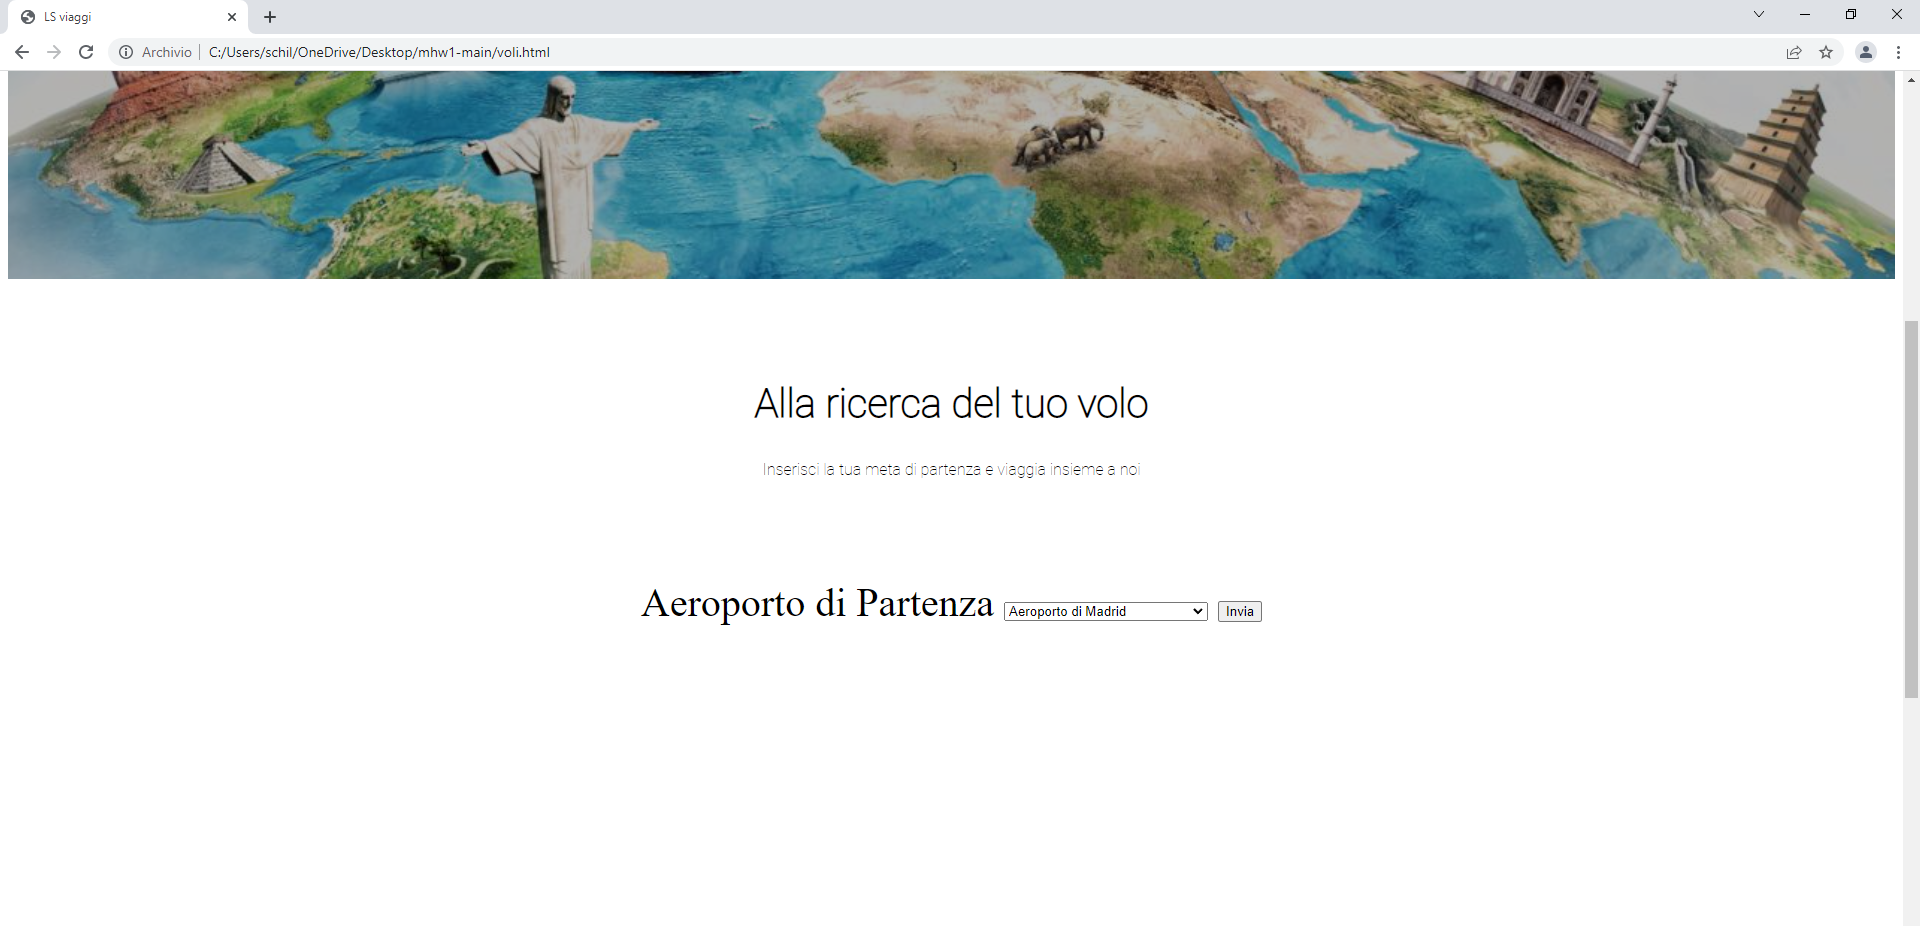 LS viaggi
Archivio C:/Users/schil/OneDrive/Desktop/mhw1-main/voli.html
Alla ricerca del tuo volo
Inserisci la tua meta di partenza e viaggia insieme a noi
Aeroporto di Partenza Aeroporto di Madrid Invia